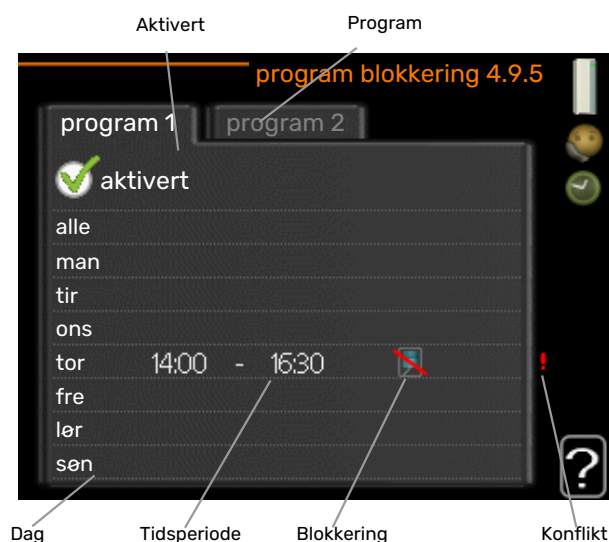 Aktivert Program
program blokkering 4.9.5
program 1 program 2
aktivert
alle
man
tir
ons
tor 14:00 - 16:30 !
fre
lør
søn
?
Dag Tidsperiode Blokkering Konflikt